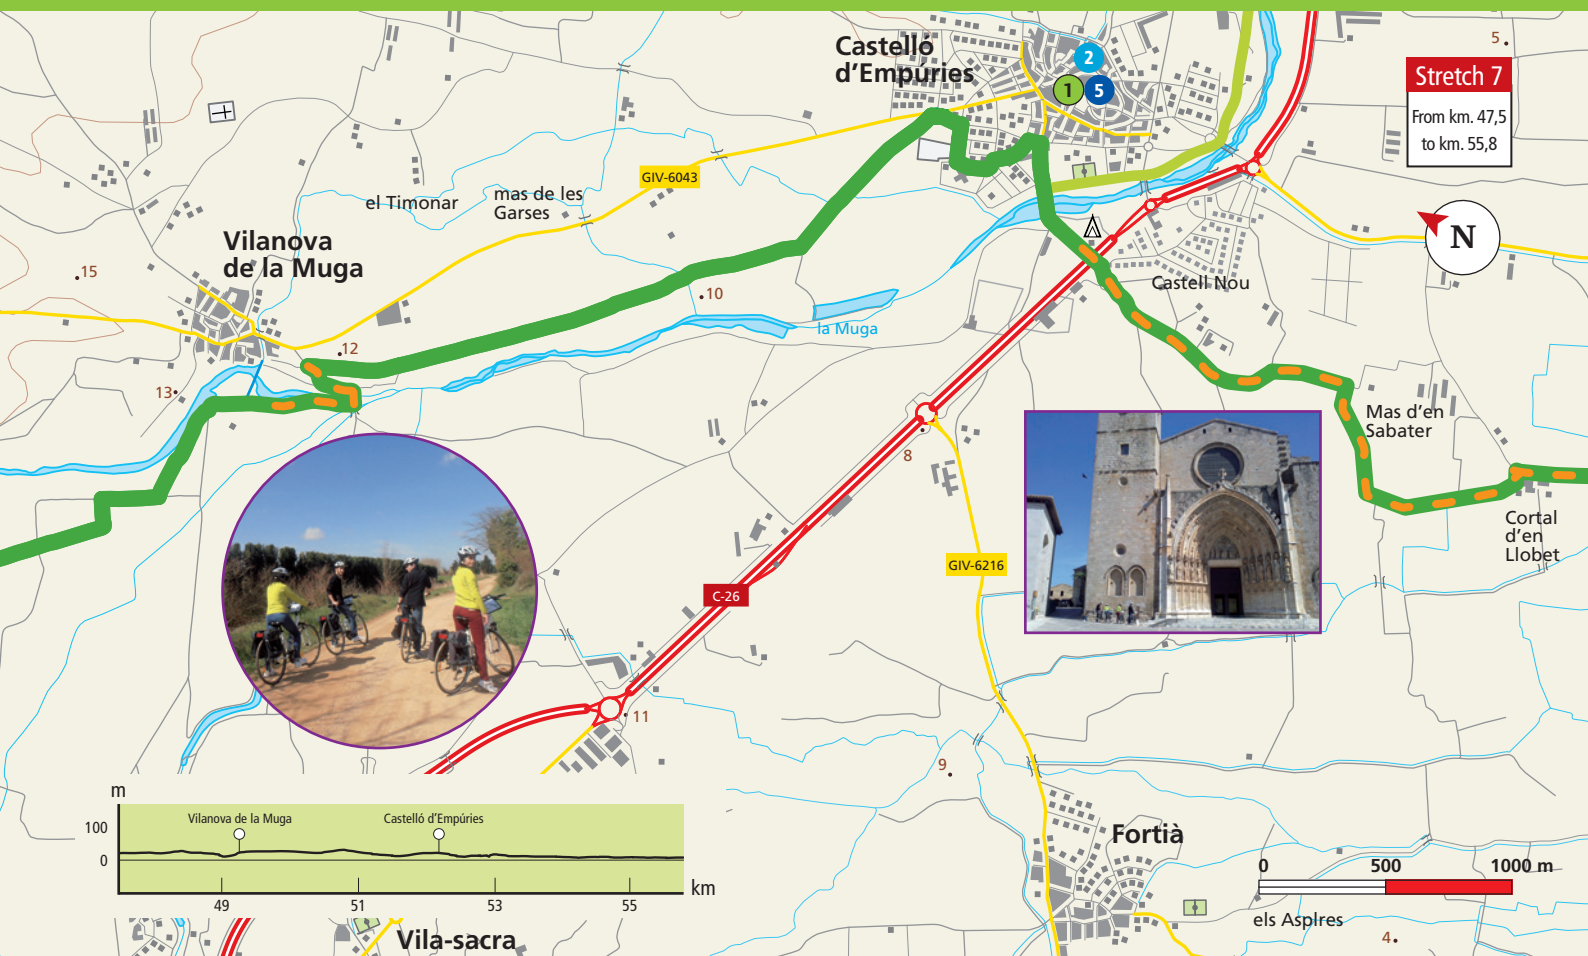 Castelló
d'Empúries
2
1
5
5
Stretch 7
From km. 47,5
to km. 55,8
GIV-6043
el Timonar
mas de les
Garses
N
Vilanova
de la Muga
15
10
Castell Nou
la Muga
12
13
Mas d'en
Sabater
8
Cortal
d'en
Llobet
GIV-6216
C-26
11
9
m
100
0
Vilanova de la Muga
Castelló d'Empúries
km
49
51
53
55
Fortià
0
500
1000 m
els Asplres
4
Vila-sacra